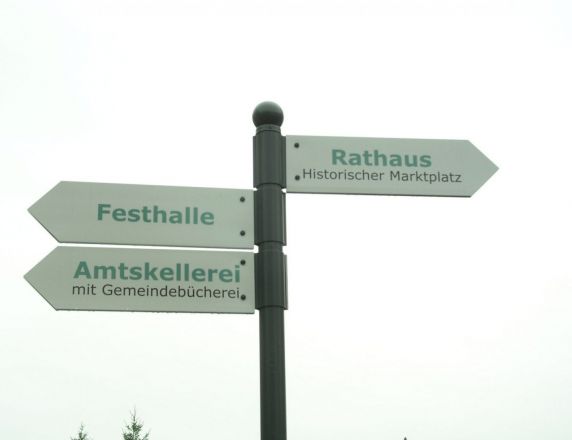 Rathaus
Historischer Marktplatz
Festhalle
Amtskellerei
mit Gemeindebücherei